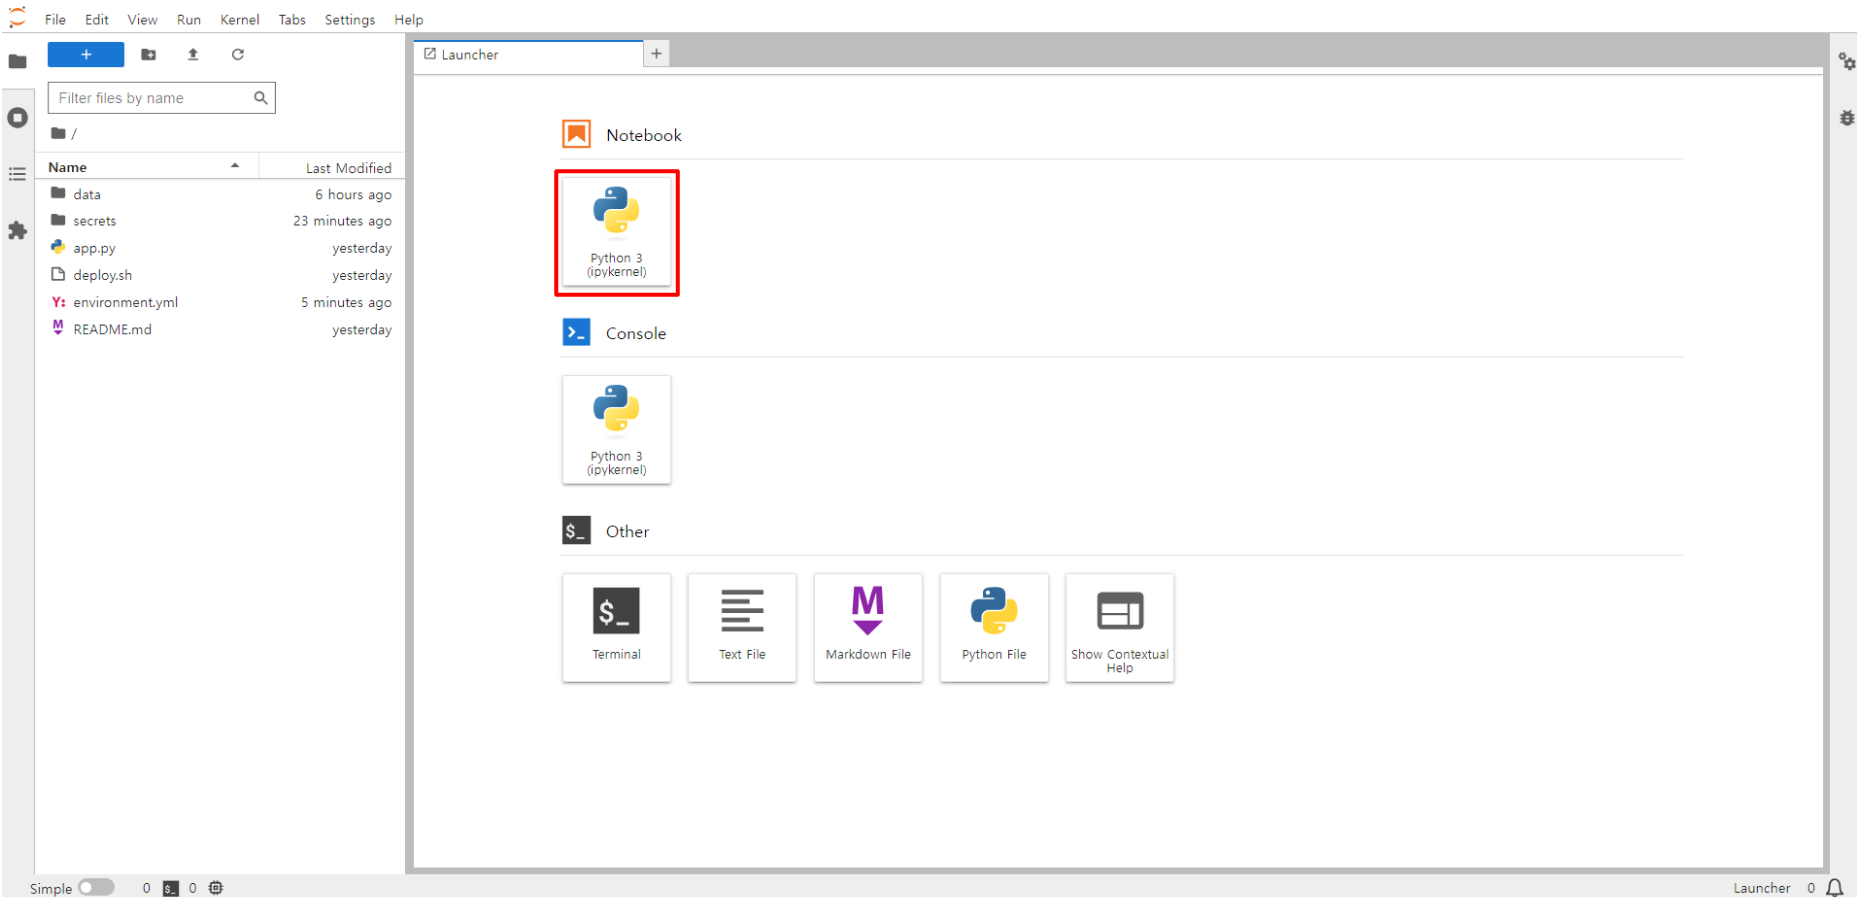 File Edit View Run Kernel Tabs Settings Help
+
Launcher
+
Filter files by name
/
Name Last Modified
data 6 hours ago
secrets 23 minutes ago
app.py yesterday
deploy.sh yesterday
Y: environment.yml 5 minutes ago
M README.md yesterday
Notebook
Python 3
(ipykernel)
>_ Console
Python 3
(ipykernel)
$_ Other
$_
Terminal
Text File
M
Markdown File
Python File
Show Contextual
Help
Simple 0 $_ 0
Launcher 0